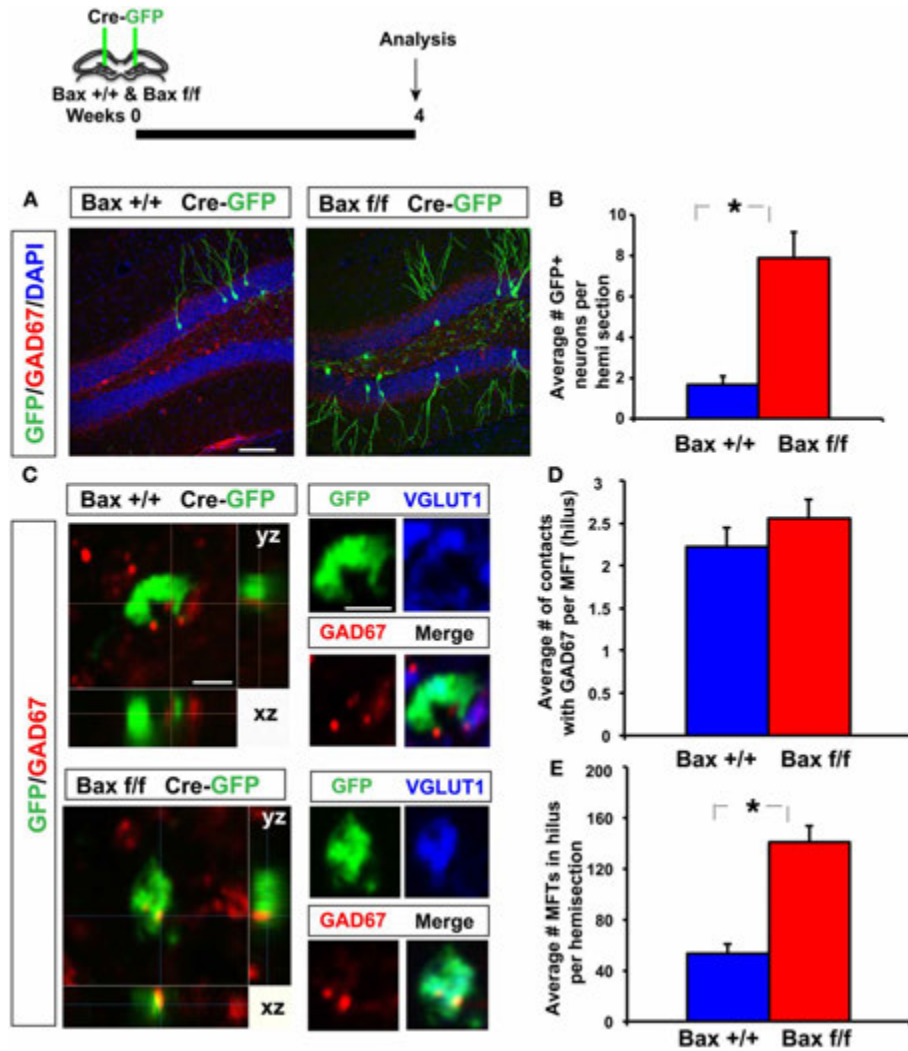 Cre-GFP
Analysis
Bax +/+ & Bax f/f
Weeks 0
4
A
Bax +/+ Cre-GFP
Bax f/f Cre-GFP
GFP/GAD67/DAPI
B
Average # GFP+
neurons per
hemi section
10
8
6
4
2
0
*
Bax +/+ Bax f/f
C
Bax +/+ Cre-GFP
GFP/GAD67
yz
xz
GFP VGLUT1
GAD67 Merge
Bax f/f Cre-GFP
yz
xz
GFP VGLUT1
GAD67 Merge
D
Average # of contacts
with GAD67 per MFT (hilus)
3
2.5
2
1.5
1
0.5
0
Bax +/+ Bax f/f
E
Average # MFTs in hilus
per hemisection
200
160
120
80
40
0
*
Bax +/+ Bax f/f